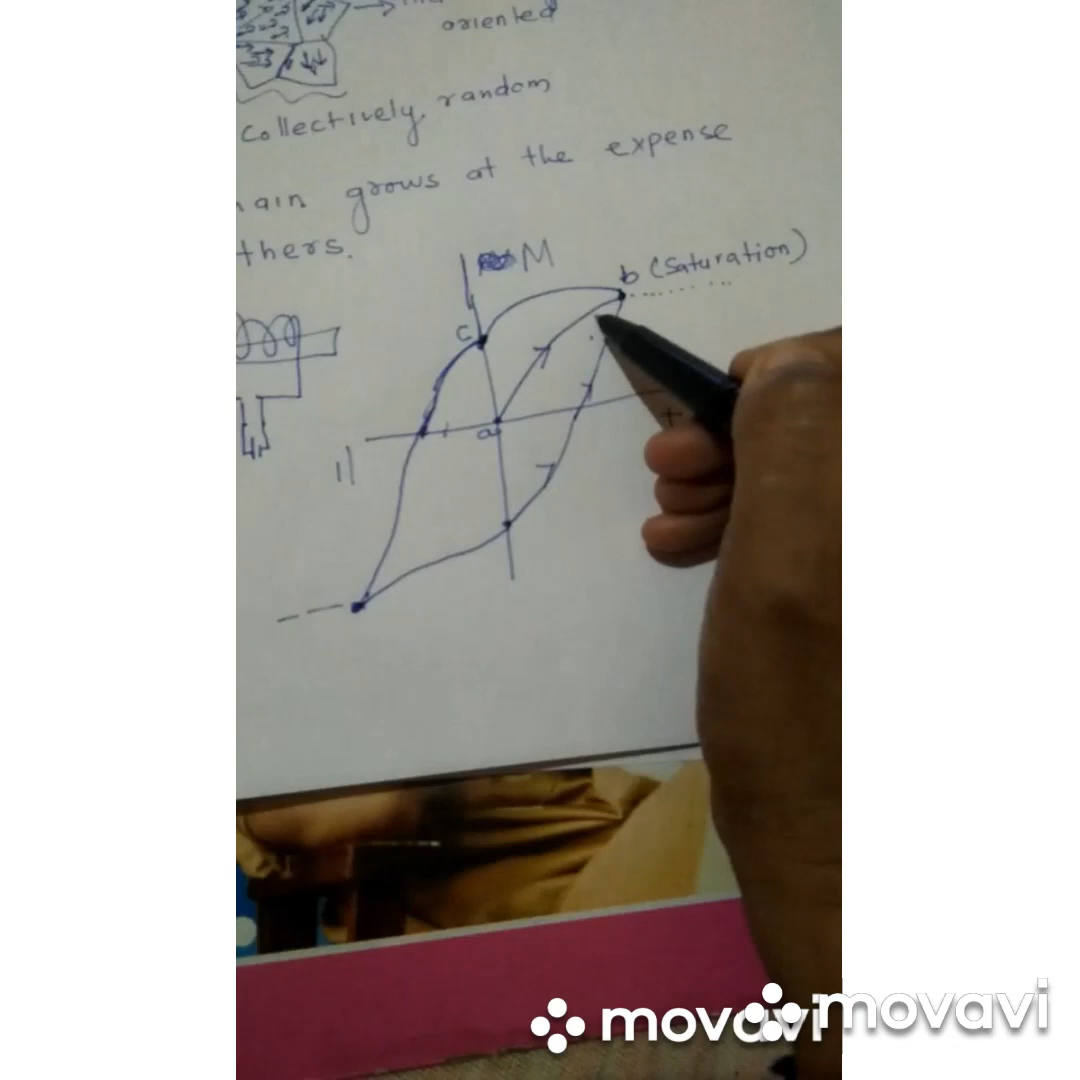 oriented
Collectively random
ain grows at the expense
thers.
M
b (Saturation)
c
a
+
movavi
movavi